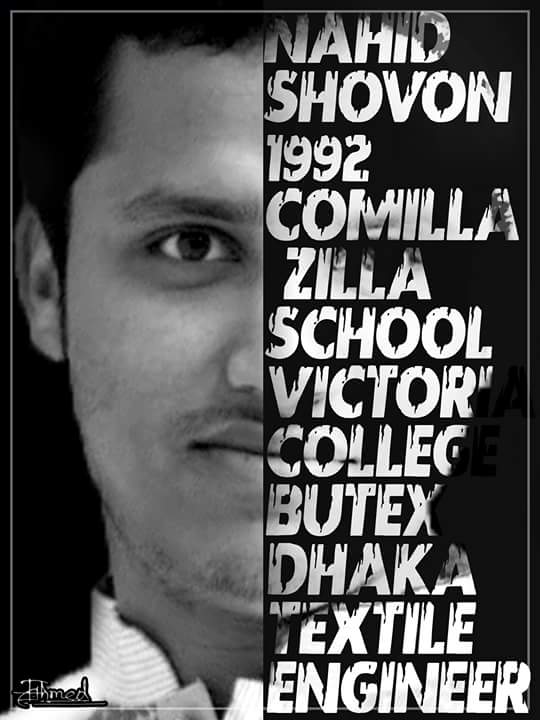 NAHID
SHOVON
1992
COMILLA
ZILLA
SCHOOL
VICTORIA
COLLEGE
BUTEX
DHAKA
TEXTILE
ENGINEER
Ahmed